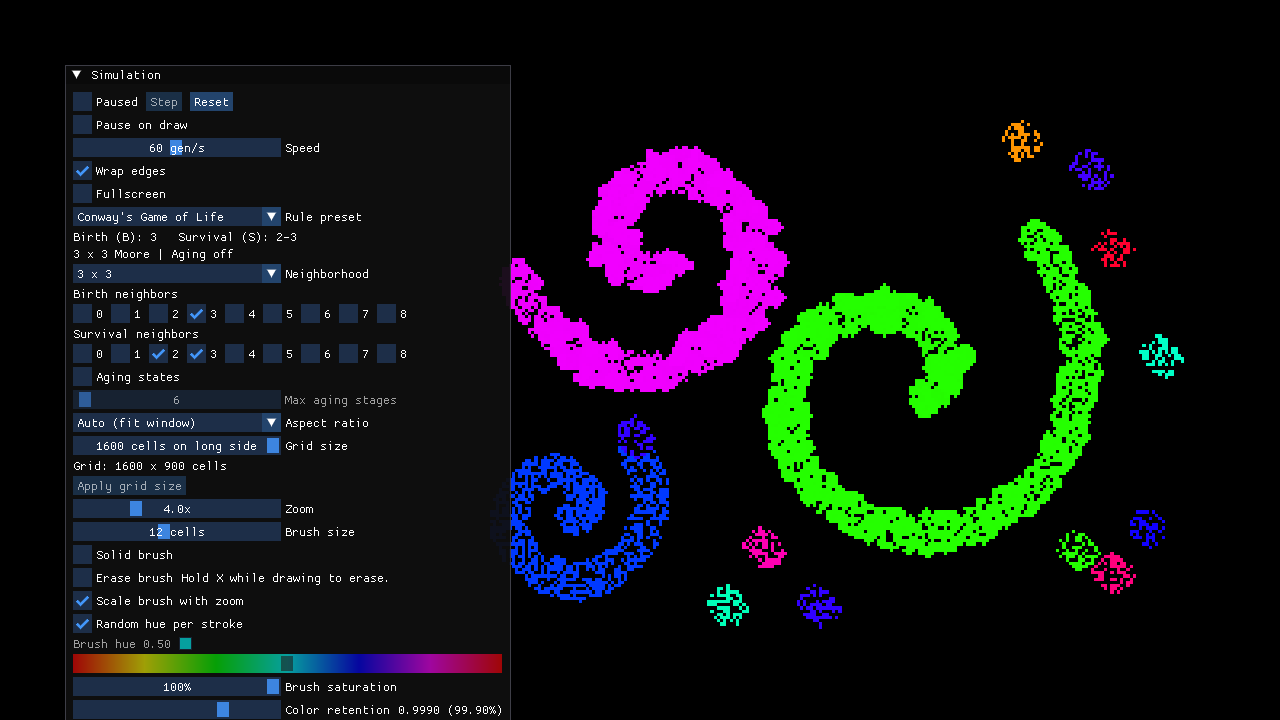 Simulation
Paused Step Reset
Pause on draw
60 gen/s Speed
Wrap edges
Fullscreen
Conway's Game of Life Rule preset
Birth (B): 3 Survival (S): 2-3
3 x 3 Moore | Aging off
3 x 3 Neighborhood
Birth neighbors
0 1 2 3 4 5 6 7 8
Survival neighbors
0 1 2 3 4 5 6 7 8
Aging states
6 Max aging stages
Auto (fit window) Aspect ratio
1600 cells on long side Grid size
Grid: 1600 x 900 cells
Apply grid size
4.0x Zoom
12 cells Brush size
Solid brush
Erase brush Hold X while drawing to erase.
Scale brush with zoom
Random hue per stroke
Brush hue 0.50
100% Brush saturation
Color retention 0.9990 (99.90%)